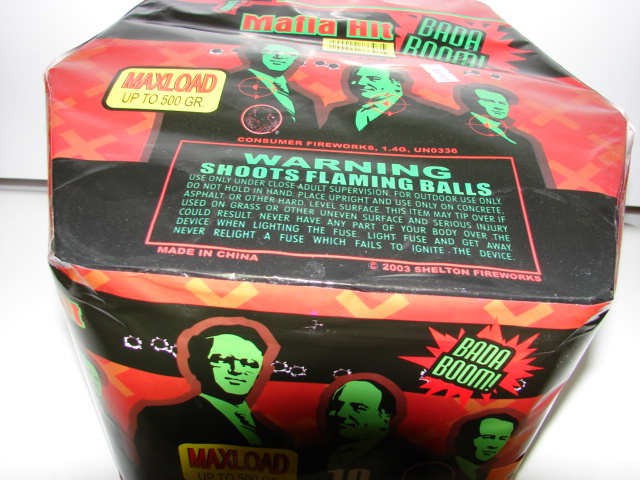 Mafia Hit
BADA
BOOM!
MAXLOAD
UP TO 500 GR.
CONSUMER FIREWORKS, 1.4G, UN0336
WARNING
SHOOTS FLAMING BALLS
USE ONLY UNDER CLOSE ADULT SUPERVISION. FOR OUTDOOR USE ONLY.
DO NOT HOLD IN HAND. PLACE UPRIGHT AND USE ONLY ON CONCRETE,
ASPHALT, OR OTHER HARD, LEVEL SURFACE. THIS ITEM MAY TIP OVER IF
USED ON GRASS OR OTHER UNEVEN SURFACE AND SERIOUS INJURY
COULD RESULT. NEVER HAVE ANY PART OF YOUR BODY OVER THE
DEVICE WHEN LIGHTING THE FUSE. LIGHT FUSE AND GET AWAY.
NEVER RELIGHT A FUSE WHICH FAILS TO IGNITE THE DEVICE.
MADE IN CHINA
© 2003 SHELTON FIREWORKS
BADA
BOOM!
MAXLOAD
UP TO 500 GR.